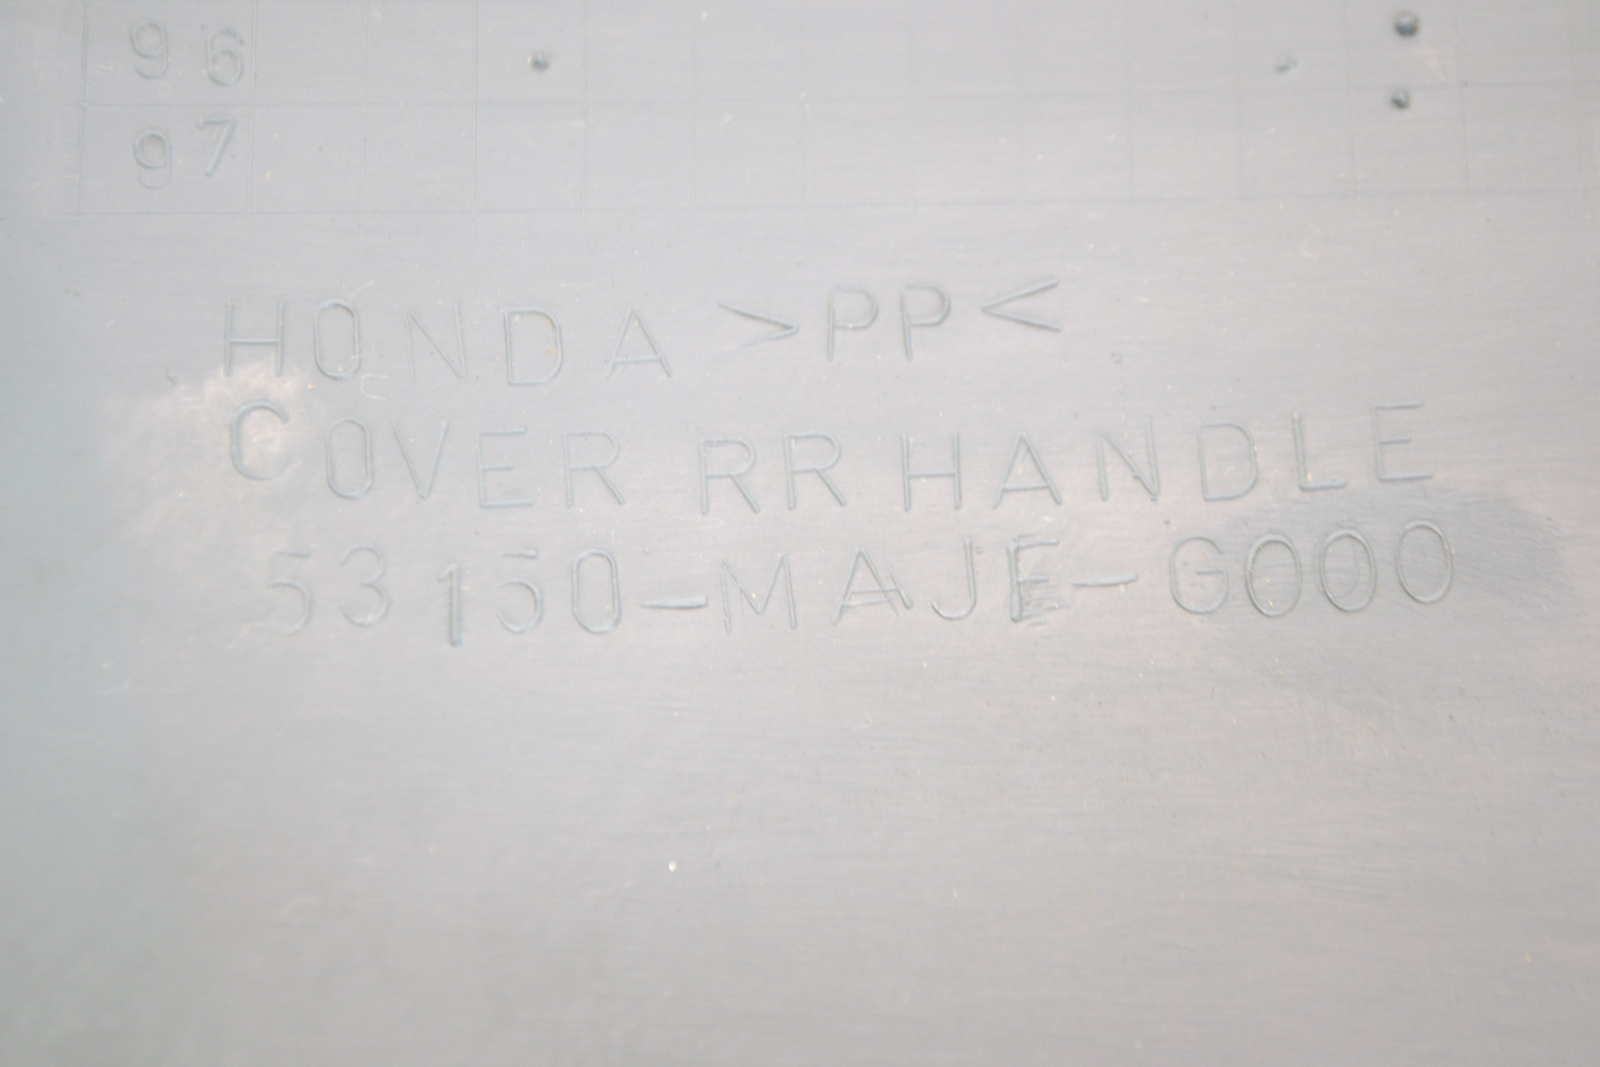 96
97
HONDA >PP<
COVER RR HANDLE
53150-MAJE-G000